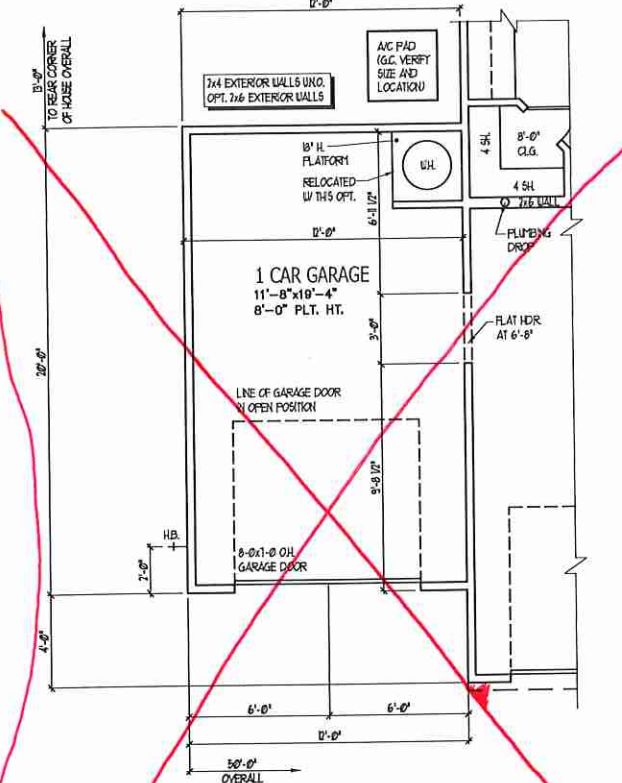 12'-0"
13'-0"
TO REAR CORNER
OF HOUSE OVERALL
2x4 EXTERIOR WALLS U.N.O.
OPT. 2x6 EXTERIOR WALLS
A/C PAD
(G.C. VERIFY
SIZE AND
LOCATION)
18" H.
PLATFORM
RELOCATED
W/ THIS OPT.
W.H.
4 SH.
8'-0"
CLG.
4 SH.
2x6 WALL
PLUMBING
DROP
6'-11 1/2"
12'-0"
1 CAR GARAGE
11'-8"x19'-4"
8'-0" PLT. HT.
3'-0"
FLAT HDR.
AT 6'-8"
20'-0"
LINE OF GARAGE DOOR
IN OPEN POSITION
9'-8 1/2"
H.B.
2'-0"
8-0x7-0 O.H.
GARAGE DOOR
4'-0"
6'-0"
6'-0"
12'-0"
50'-0"
OVERALL